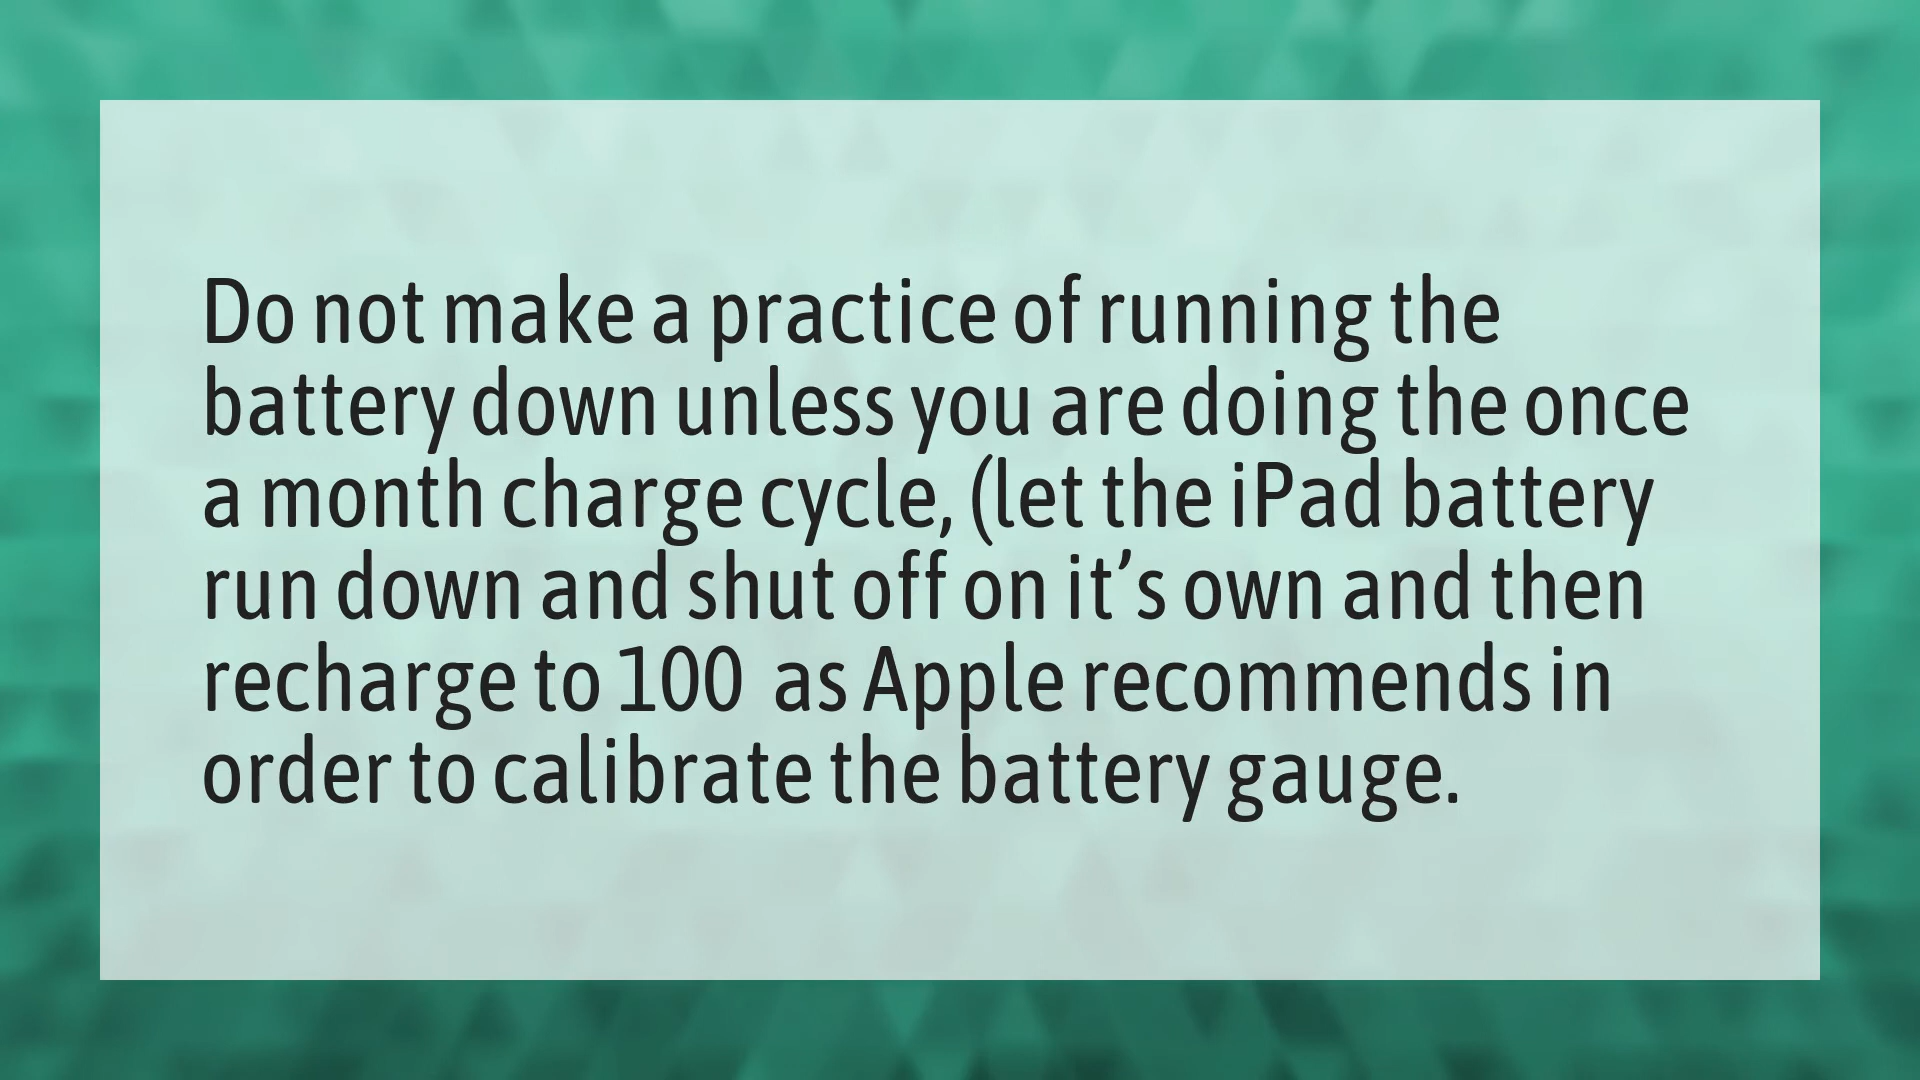 Do not make a practice of running the
battery down unless you are doing the once
a month charge cycle, (let the iPad battery
run down and shut off on it’s own and then
recharge to 100  as Apple recommends in
order to calibrate the battery gauge.